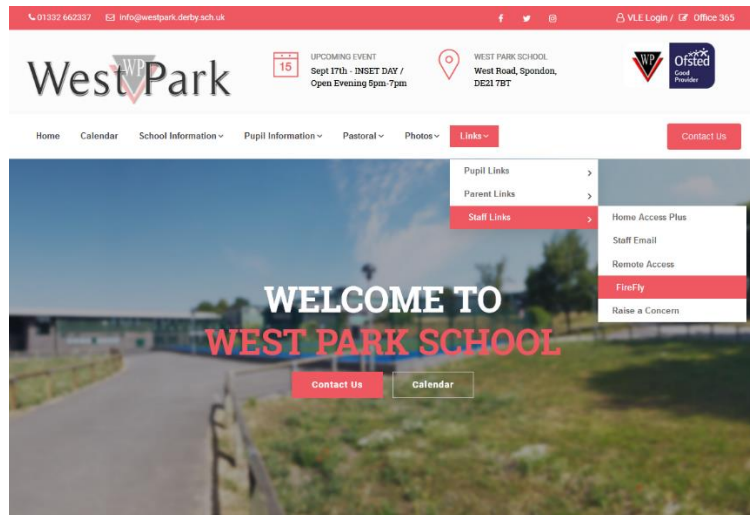 01332 662337 info@westpark.derby.sch.uk VLE Login / Office 365
West Park
WP
15
UPCOMING EVENT
Sept 17th - INSET DAY /
Open Evening 5pm-7pm
WEST PARK SCHOOL
West Road, Spondon,
DE21 7BT
WP
Ofsted
Good
Provider
Home Calendar School Information Pupil Information Pastoral Photos Links Contact Us
Pupil Links
Parent Links
Staff Links
Home Access Plus
Staff Email
Remote Access
FireFly
Raise a Concern
WELCOME TO
WEST PARK SCHOOL
Contact Us Calendar